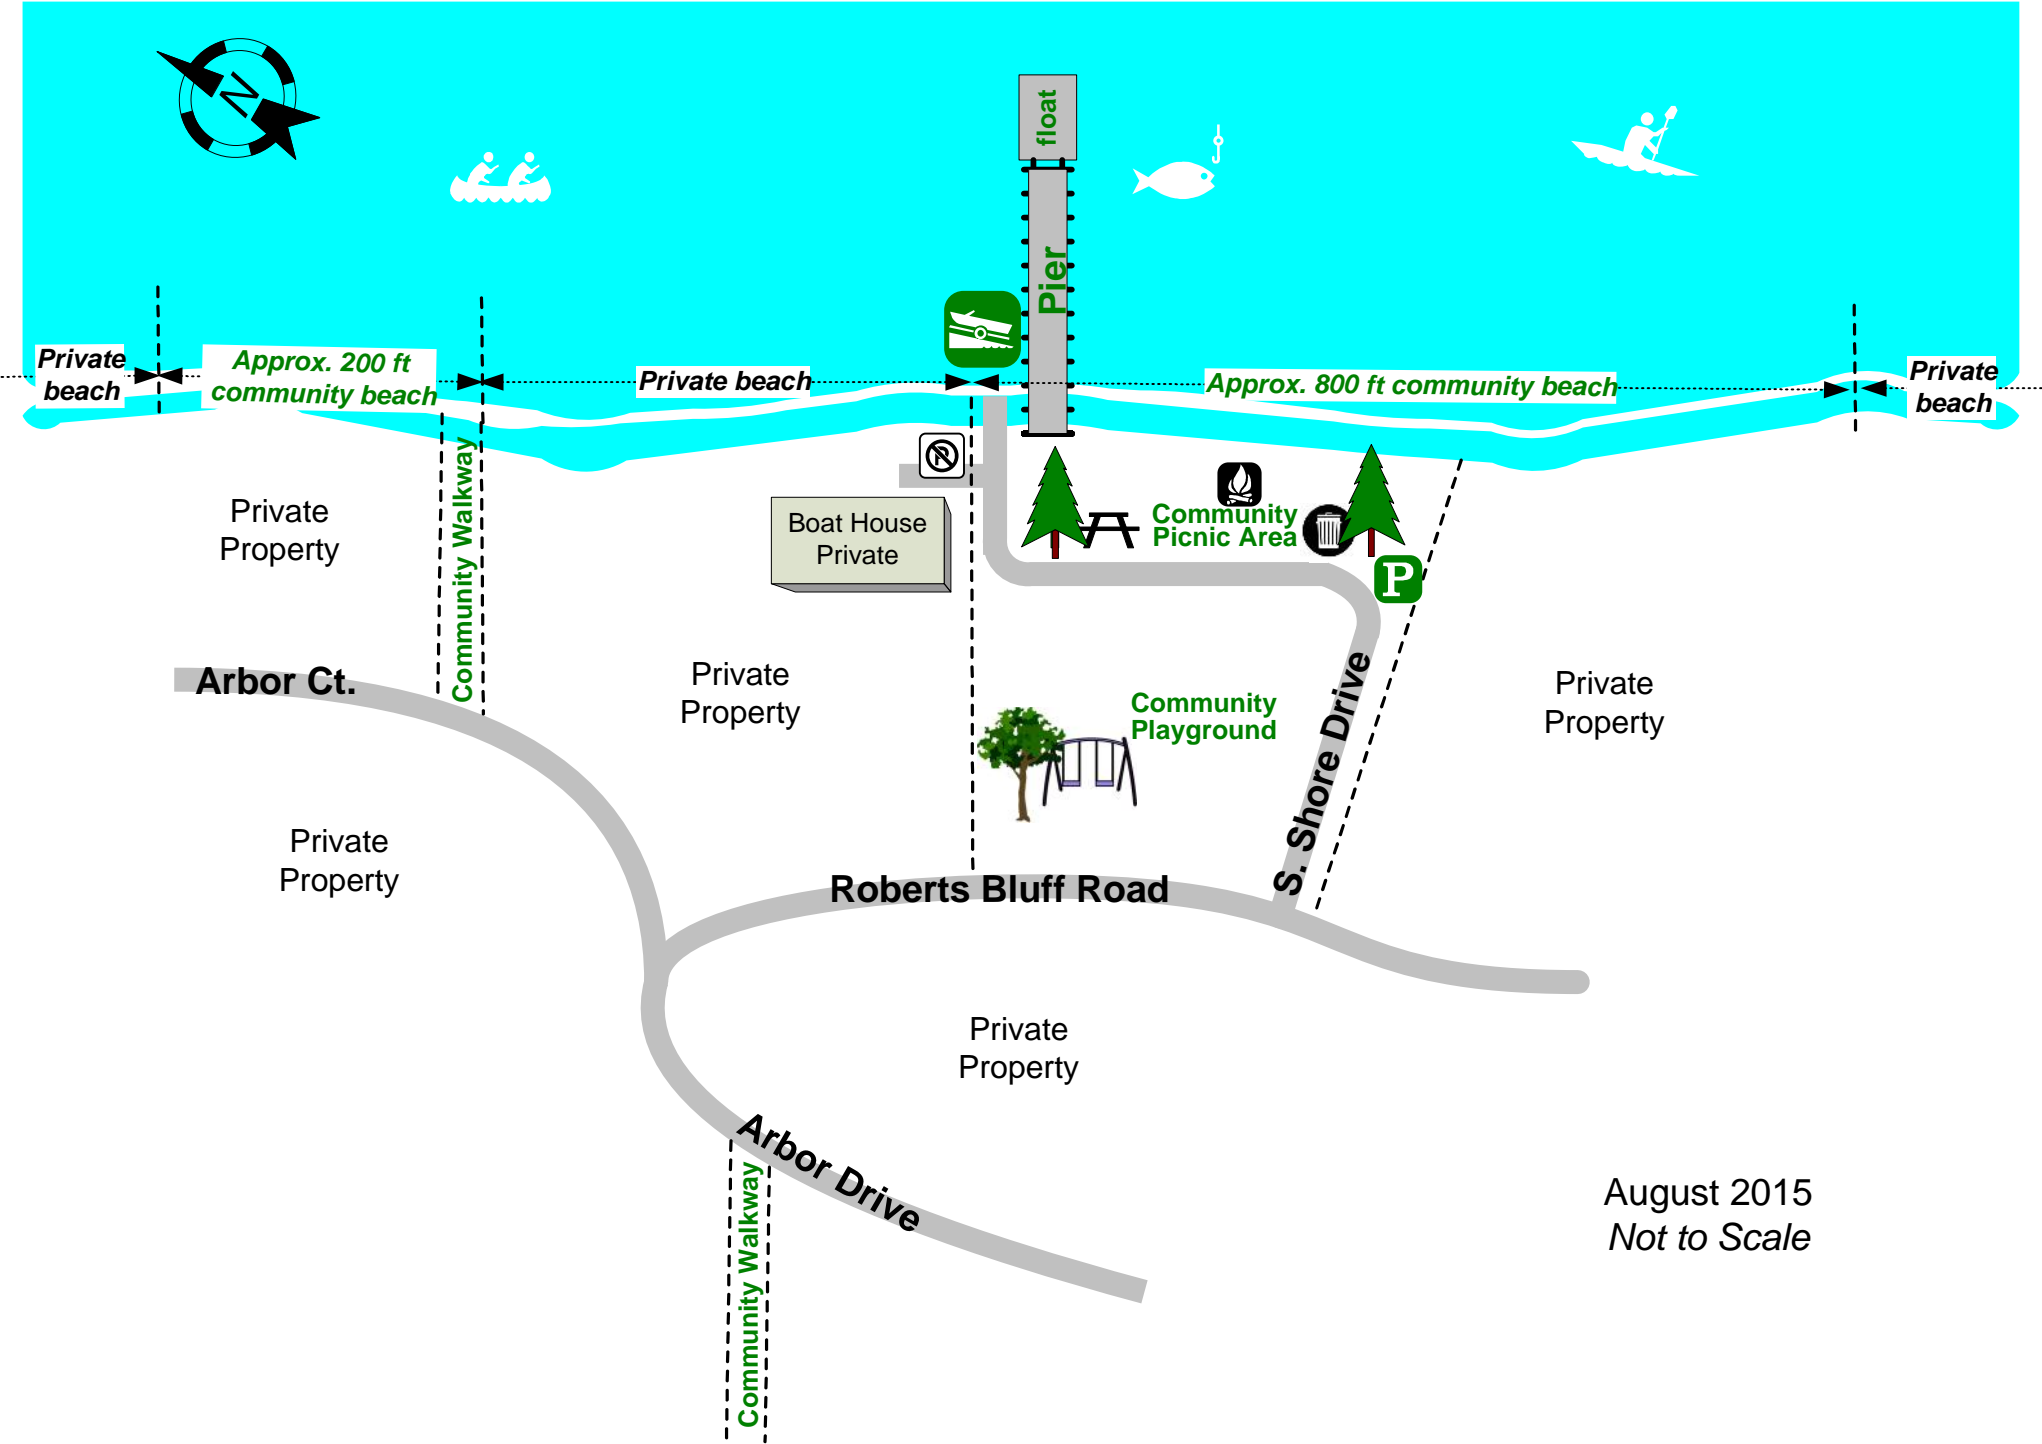 N
float
Pier
Private
beach
Approx. 200 ft
community beach
Private beach
Approx. 800 ft community beach
Private
beach
Community Walkway
P
Private
Property
Boat House
Private
Community
Picnic Area
P
Arbor Ct.
Private
Property
Community
Playground
S. Shore Drive
Private
Property
Private
Property
Roberts Bluff Road
Private
Property
Arbor Drive
Community Walkway
August 2015
Not to Scale